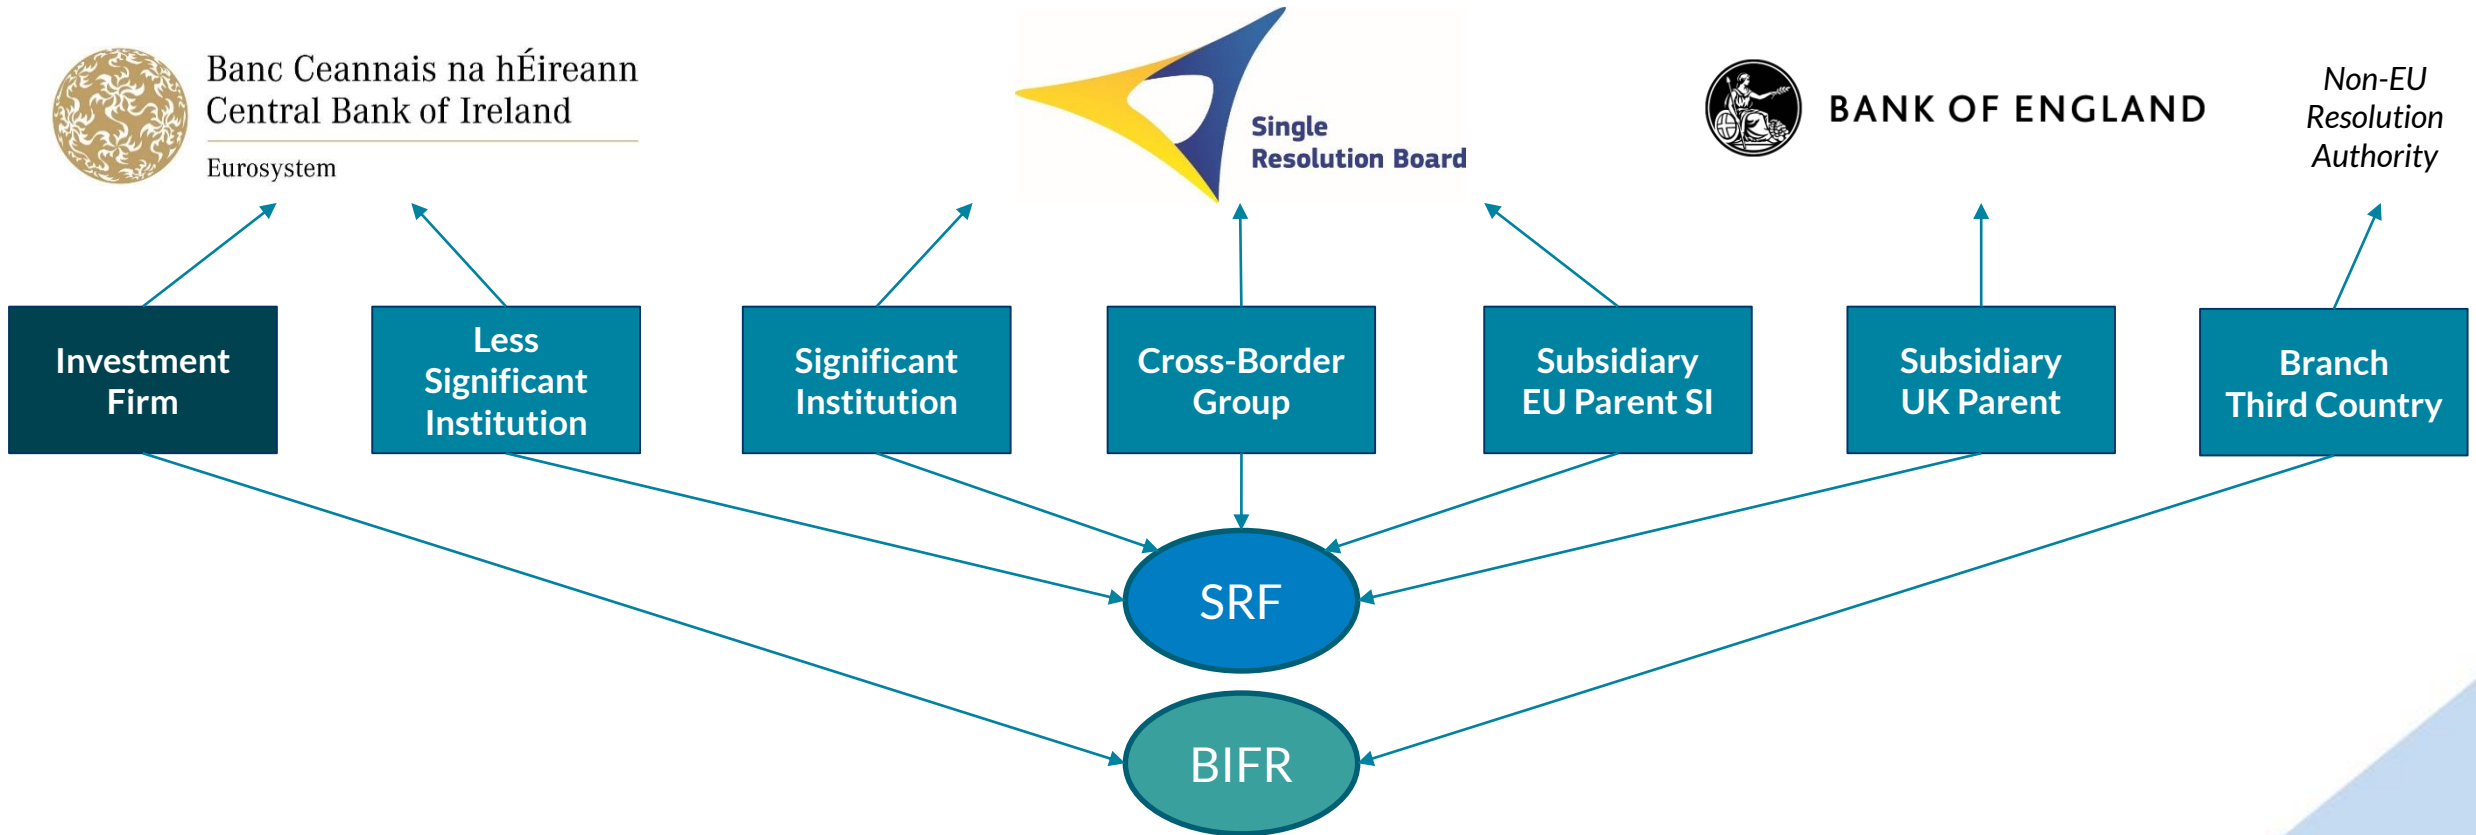 Banc Ceannais na hÉireann
Central Bank of Ireland
Eurosystem
Single
Resolution Board
BANK OF ENGLAND
Non-EU
Resolution
Authority
Investment
Firm
Less
Significant
Institution
Significant
Institution
Cross-Border
Group
Subsidiary
EU Parent SI
Subsidiary
UK Parent
Branch
Third Country
SRF
BIFR